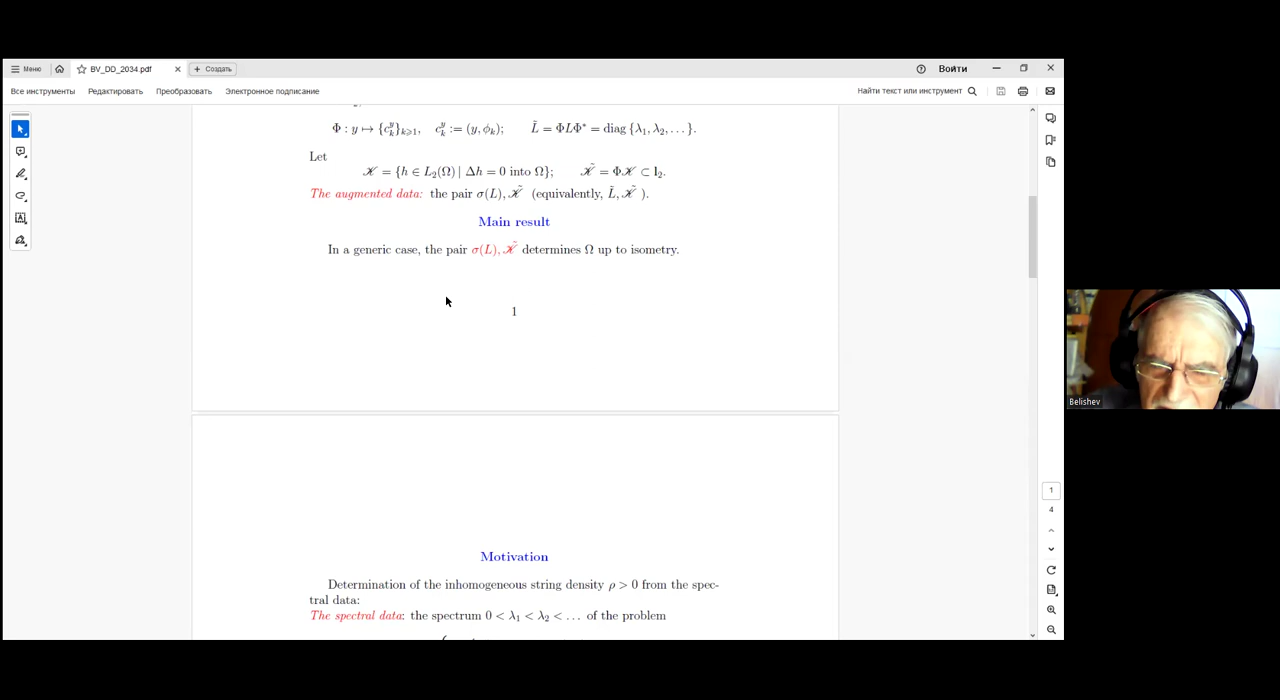 Меню
BV_DD_2034.pdf
Создать
Войти
Все инструменты Редактировать Преобразовать Электронное подписание
Найти текст или инструмент
Φ : y ↦ {c_k^y}_{k⩾1}, c_k^y := (y, ϕ_k); L̃ = ΦLΦ* = diag {λ_1, λ_2, . . . }.
Let
𝒦 = {h ∈ L_2(Ω) | Δh = 0 into Ω}; 𝒦̃ = Φ𝒦 ⊂ l_2.
The augmented data: the pair σ(L), 𝒦̃ (equivalently, L̃, 𝒦̃ ).
Main result
In a generic case, the pair σ(L), 𝒦̃ determines Ω up to isometry.
1
Motivation
Determination of the inhomogeneous string density ρ > 0 from the spec-
tral data:
The spectral data: the spectrum 0 < λ_1 < λ_2 < . . . of the problem
1
4
Belishev